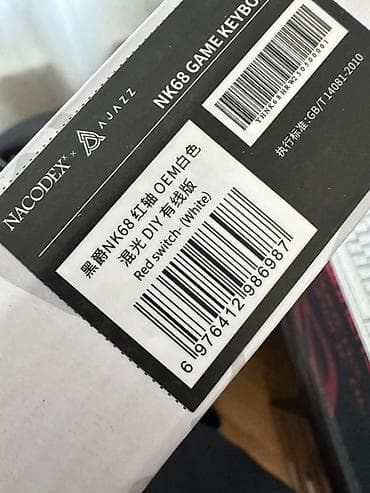 NACODEX × AJAZZ
NK68 GAME KEYBO
YHNK68HRW250300001
执行标准:GB/T 14081-2010
黑爵NK68 红轴 OEM白色
混光 DIY 有线版
Red switch- (White)
6 976412 986987